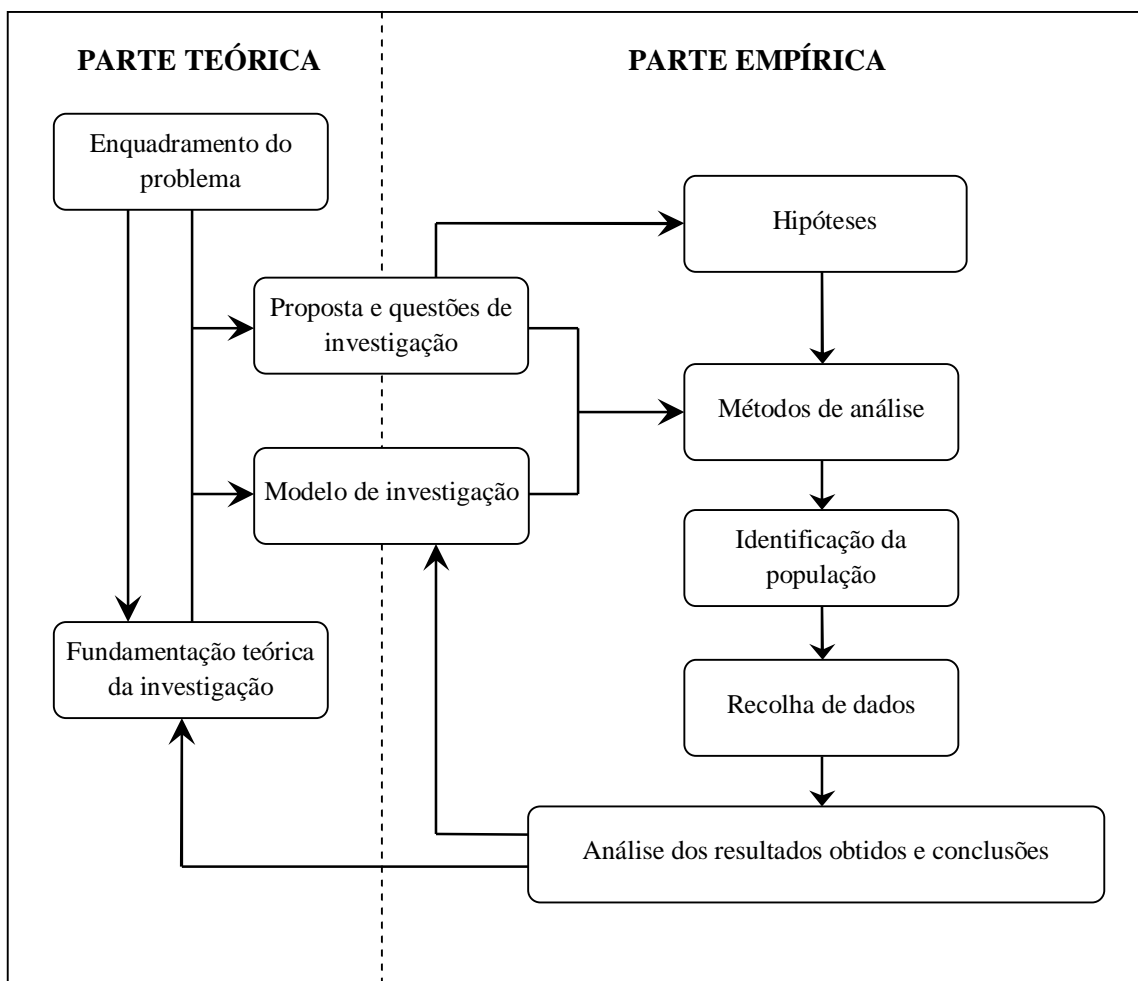 PARTE TEÓRICA
PARTE EMPÍRICA
Enquadramento do
problema
Hipóteses
Proposta e questões de
investigação
Métodos de análise
Modelo de investigação
Identificação da
população
Fundamentação teórica
da investigação
Recolha de dados
Análise dos resultados obtidos e conclusões